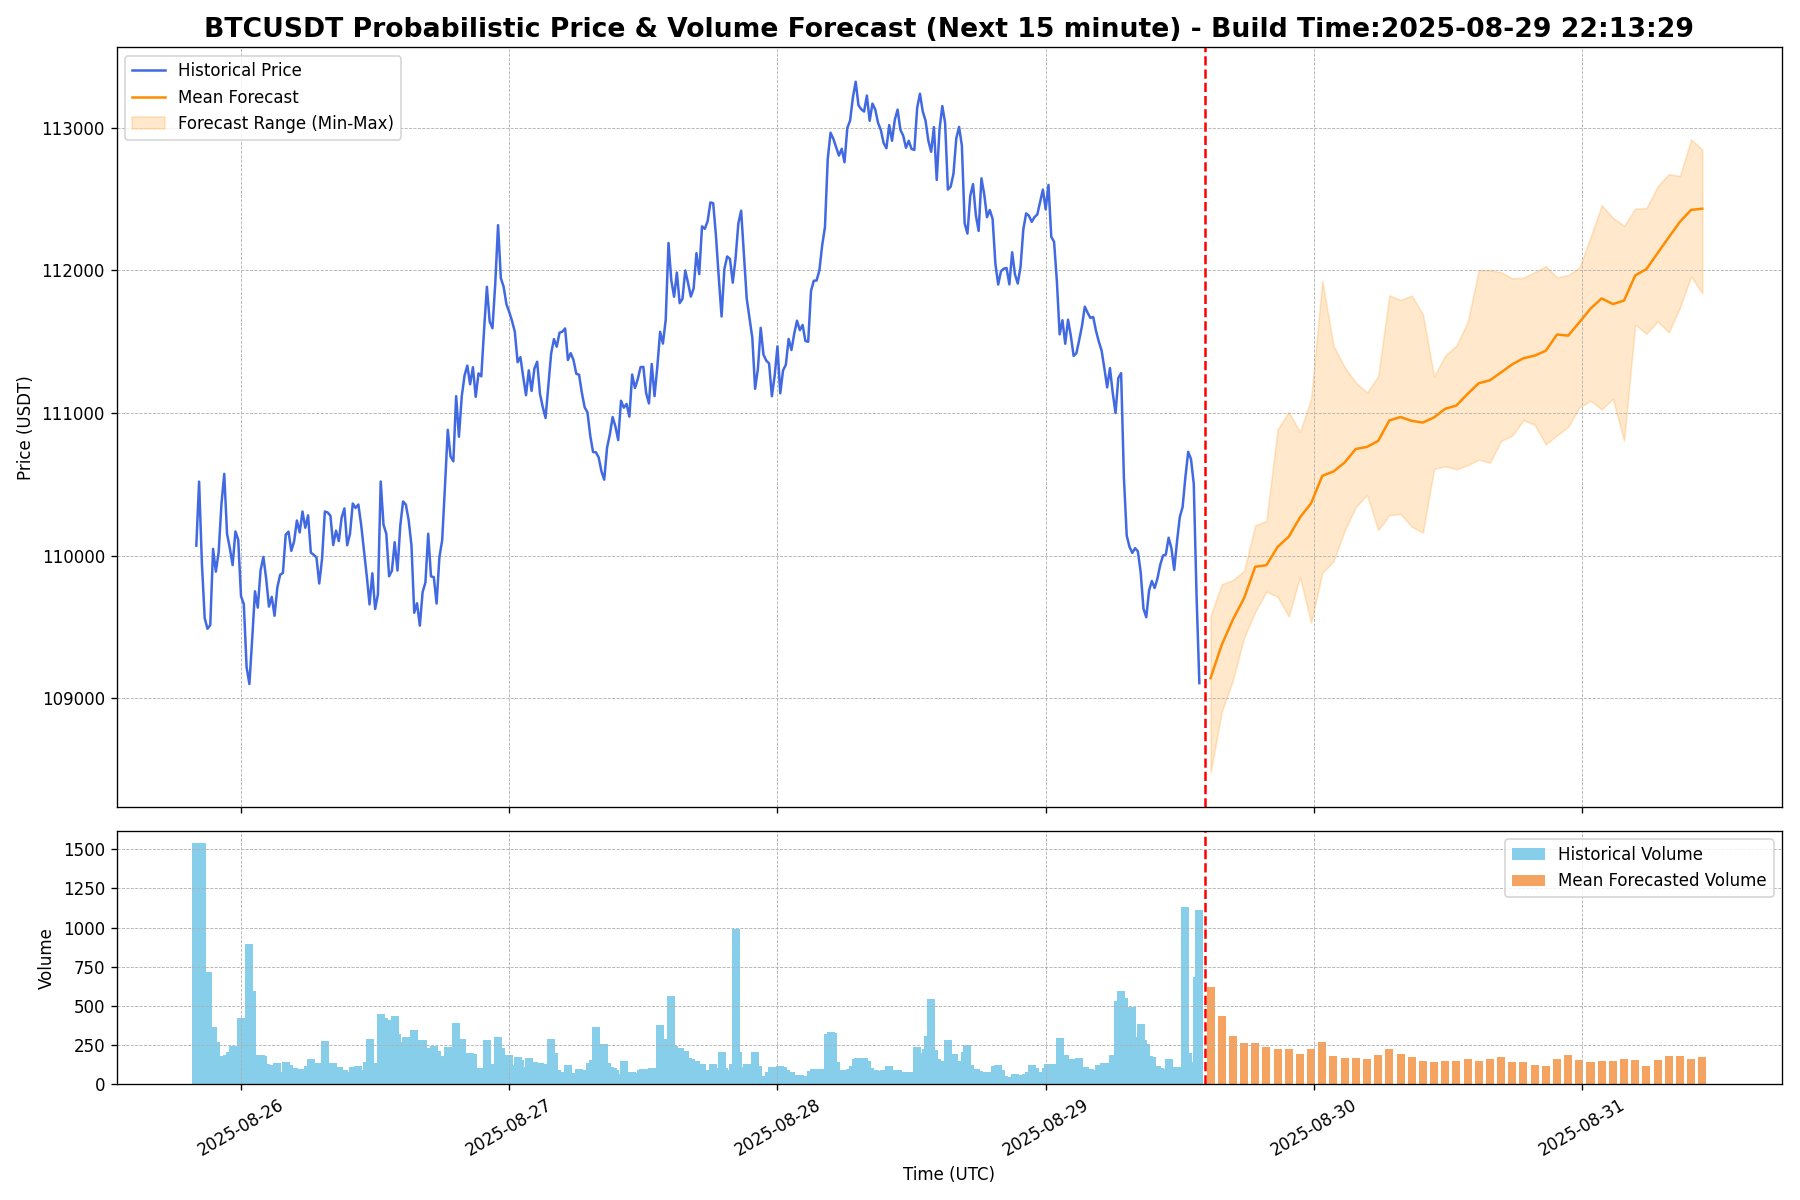 BTCUSDT Probabilistic Price & Volume Forecast (Next 15 minute) - Build Time:2025-08-29 22:13:29
Historical Price
Mean Forecast
Forecast Range (Min-Max)
113000
112000
111000
110000
109000
Price (USDT)
Historical Volume
Mean Forecasted Volume
1500
1250
1000
750
500
250
0
Volume
2025-08-26
2025-08-27
2025-08-28
2025-08-29
2025-08-30
2025-08-31
Time (UTC)